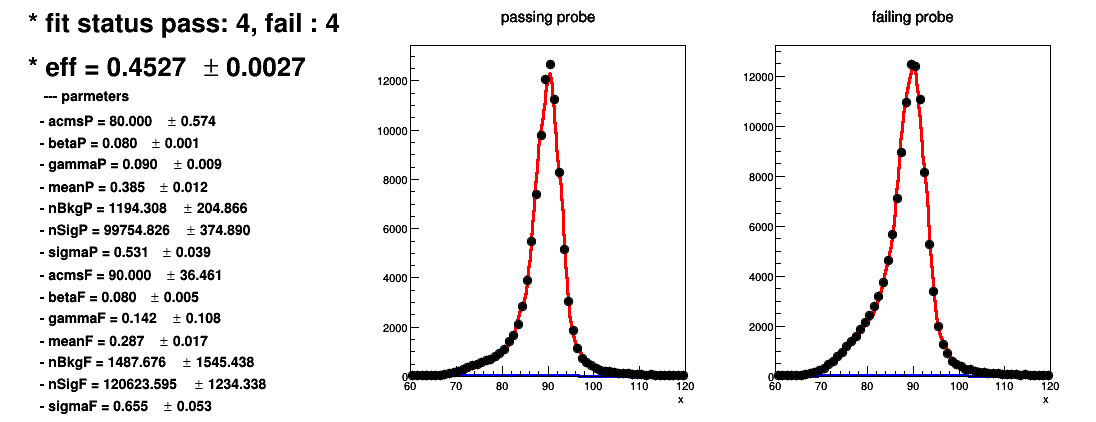 * fit status pass: 4, fail : 4
* eff = 0.4527 ± 0.0027
--- parmeters
- acmsP = 80.000 ± 0.574
- betaP = 0.080 ± 0.001
- gammaP = 0.090 ± 0.009
- meanP = 0.385 ± 0.012
- nBkgP = 1194.308 ± 204.866
- nSigP = 99754.826 ± 374.890
- sigmaP = 0.531 ± 0.039
- acmsF = 90.000 ± 36.461
- betaF = 0.080 ± 0.005
- gammaF = 0.142 ± 0.108
- meanF = 0.287 ± 0.017
- nBkgF = 1487.676 ± 1545.438
- nSigF = 120623.595 ± 1234.338
- sigmaF = 0.655 ± 0.053
passing probe
12000
10000
8000
6000
4000
2000
0
60 70 80 90 100 110 120
x
failing probe
12000
10000
8000
6000
4000
2000
0
60 70 80 90 100 110 120
x